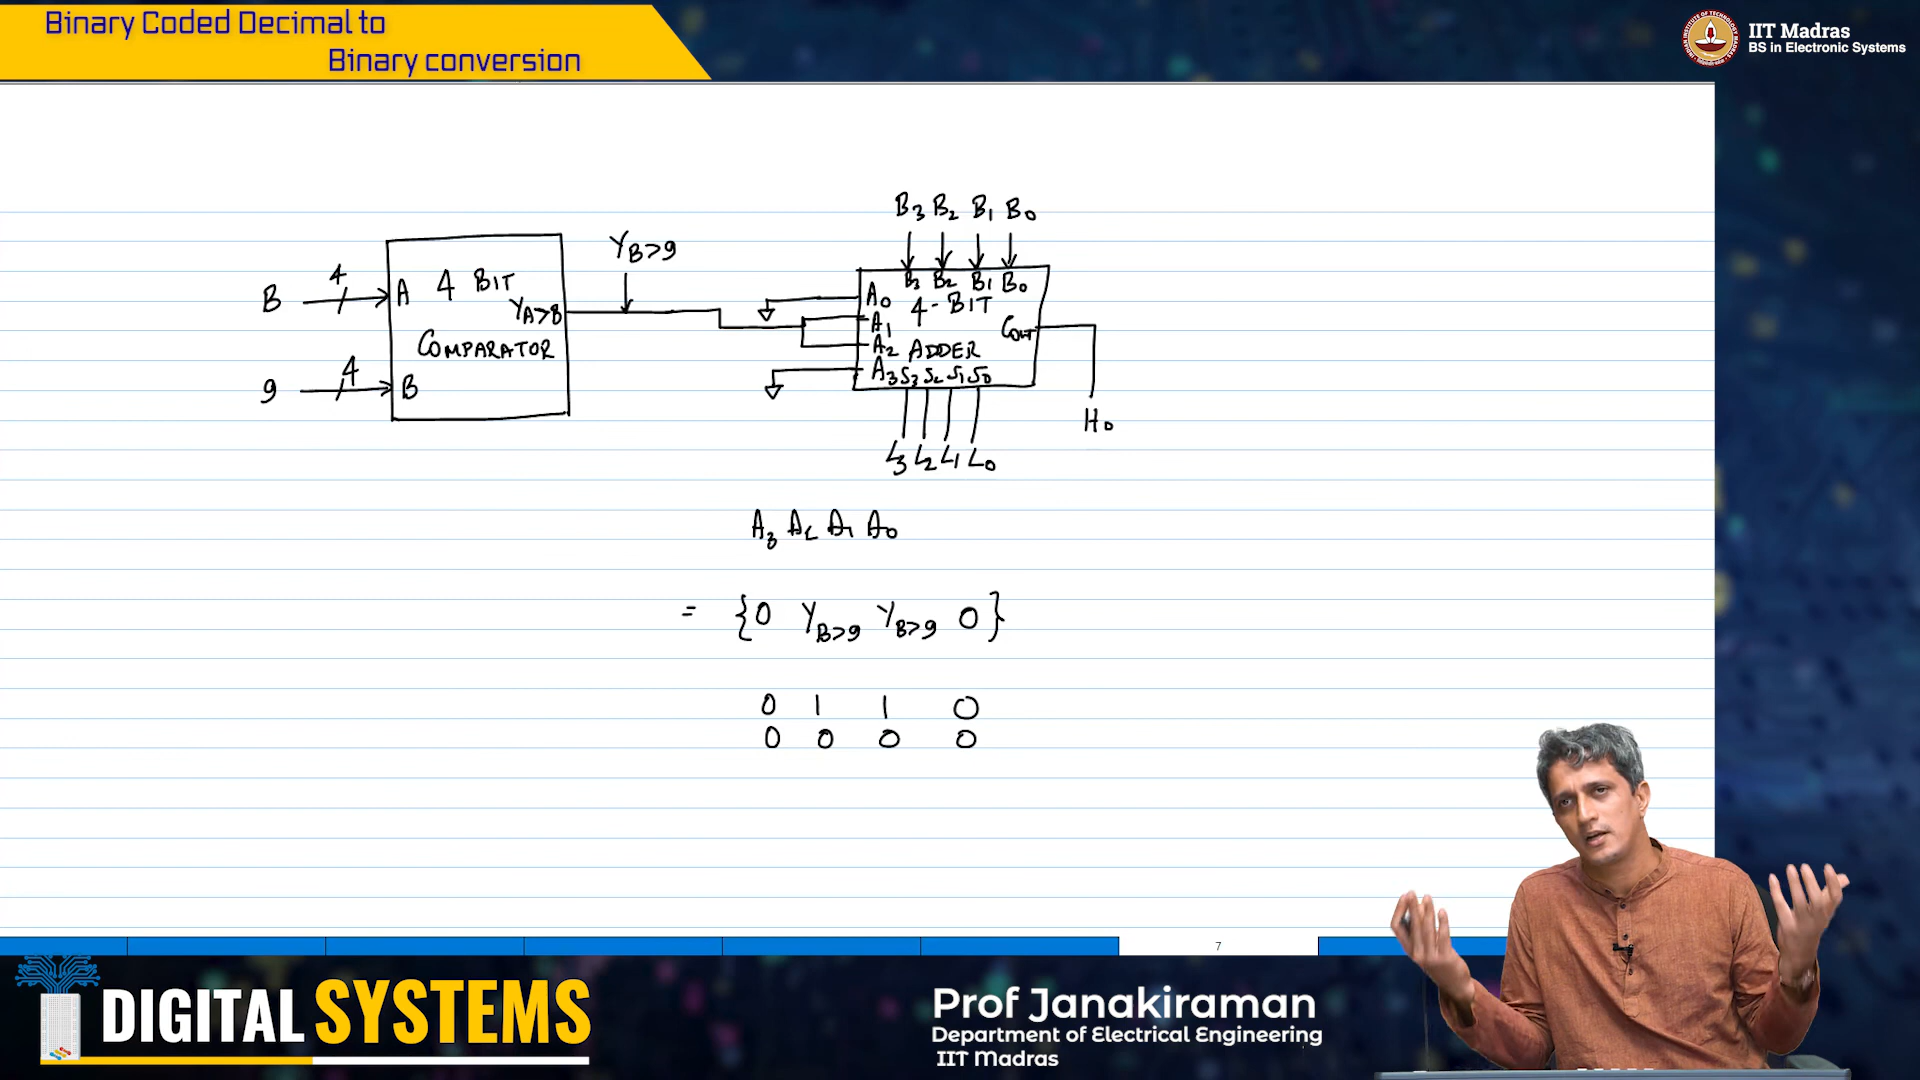 Binary Coded Decimal to
Binary conversion
IIT Madras
BS in Electronic Systems
B3 B2 B1 B0
YB>9
B 4 A 4 BIT
YA>B
COMPARATOR
9 4 B
B3 B2 B1 B0
A0 4-BIT
A1 Cout
A2 ADDER
A3 S3 S2 S1 S0
H0
L3 L2 L1 L0
A3 A2 A1 A0
= {0 YB>9 YB>9 0}
0 1 1 0
0 0 0 0
7
DIGITAL SYSTEMS
Prof Janakiraman
Department of Electrical Engineering
IIT Madras